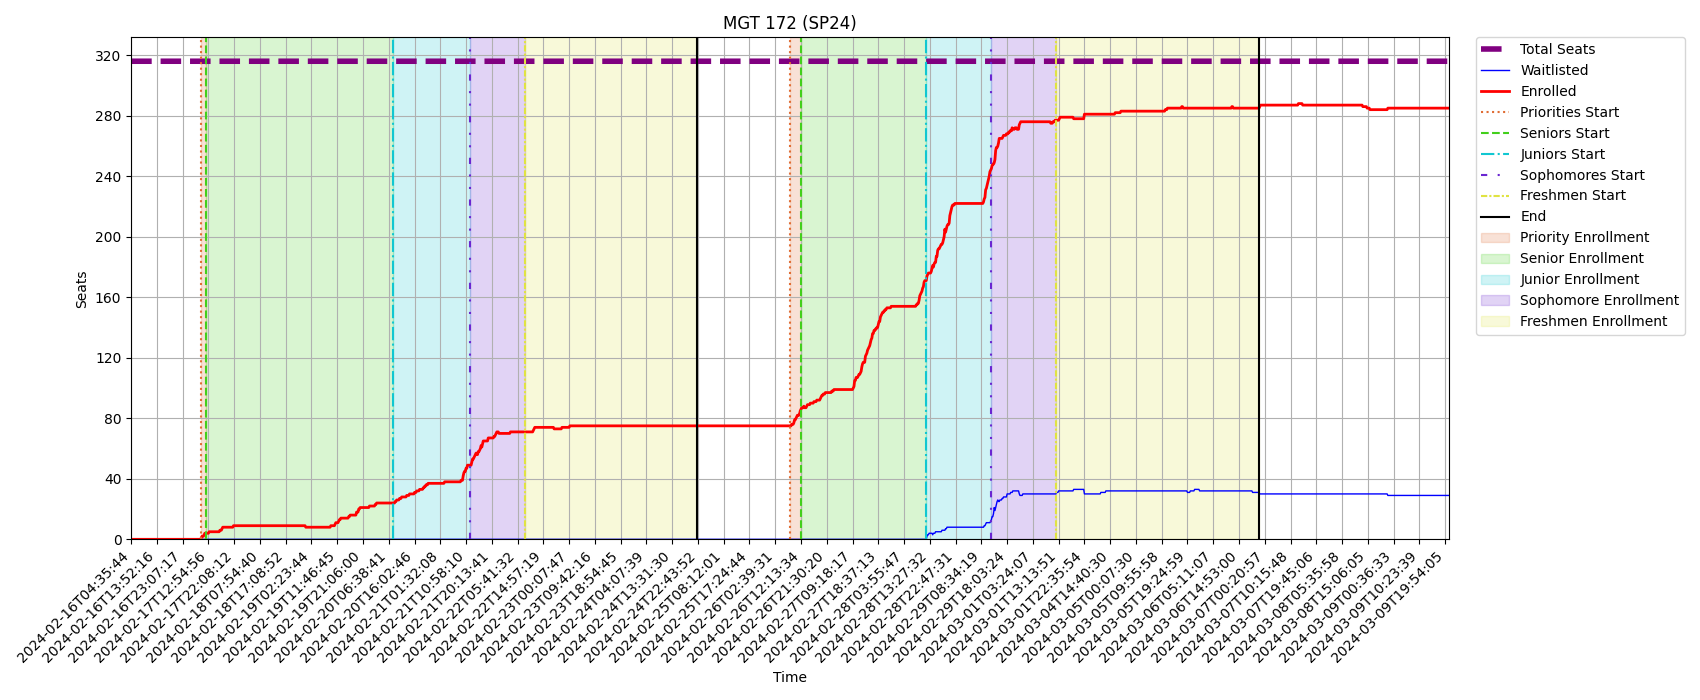 MGT 172 (SP24)
Total Seats
Waitlisted
Enrolled
Priorities Start
Seniors Start
Juniors Start
Sophomores Start
Freshmen Start
End
Priority Enrollment
Senior Enrollment
Junior Enrollment
Sophomore Enrollment
Freshmen Enrollment
Seats
320
280
240
200
160
120
80
40
0
2024-02-16T04:35:44
2024-02-16T13:52:16
2024-02-16T23:07:17
2024-02-17T12:54:56
2024-02-17T22:08:12
2024-02-18T07:54:40
2024-02-18T17:08:52
2024-02-19T02:23:44
2024-02-19T11:46:45
2024-02-19T21:06:00
2024-02-20T06:38:41
2024-02-20T16:02:46
2024-02-21T01:32:08
2024-02-21T10:58:10
2024-02-21T20:13:41
2024-02-22T05:41:32
2024-02-22T14:57:19
2024-02-23T00:07:47
2024-02-23T09:42:16
2024-02-23T18:54:45
2024-02-24T04:07:39
2024-02-24T13:31:30
2024-02-24T22:43:52
2024-02-25T08:12:01
2024-02-25T17:24:44
2024-02-26T02:39:31
2024-02-26T12:13:34
2024-02-26T21:30:20
2024-02-27T09:18:17
2024-02-27T18:37:13
2024-02-28T03:55:47
2024-02-28T13:27:32
2024-02-28T22:47:31
2024-02-29T08:34:19
2024-02-29T18:03:24
2024-03-01T03:24:07
2024-03-01T13:13:51
2024-03-01T22:35:54
2024-03-04T14:40:30
2024-03-05T00:07:30
2024-03-05T09:55:58
2024-03-05T19:24:59
2024-03-06T05:11:07
2024-03-06T14:53:00
2024-03-07T00:20:57
2024-03-07T10:15:48
2024-03-07T19:45:06
2024-03-08T05:35:58
2024-03-08T15:06:05
2024-03-09T00:36:33
2024-03-09T10:23:39
2024-03-09T19:54:05
Time